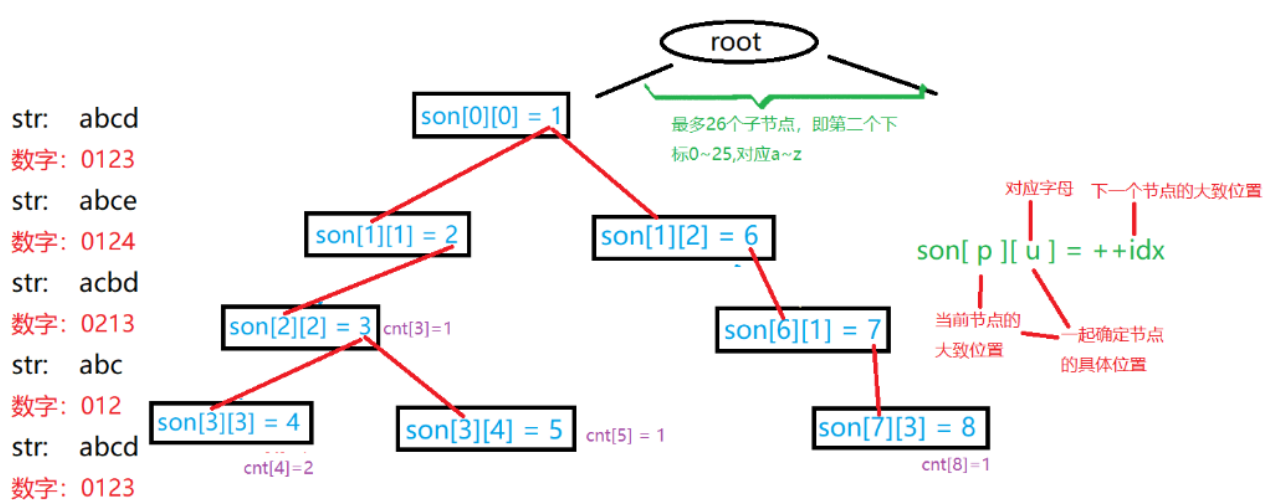 root
str: abcd
数字：0123
str: abce
数字：0124
str: acbd
数字：0213
str: abc
数字：012
str: abcd
数字：0123
son[0][0] = 1
最多26个子节点，即第二个下
标0~25,对应a~z
son[1][1] = 2
son[1][2] = 6
son[2][2] = 3
cnt[3]=1
son[6][1] = 7
son[3][3] = 4
cnt[4]=2
son[3][4] = 5
cnt[5] = 1
son[7][3] = 8
cnt[8]=1
对应字母
下一个节点的大致位置
son[ p ][ u ] = ++idx
当前节点的
大致位置
一起确定节点
的具体位置